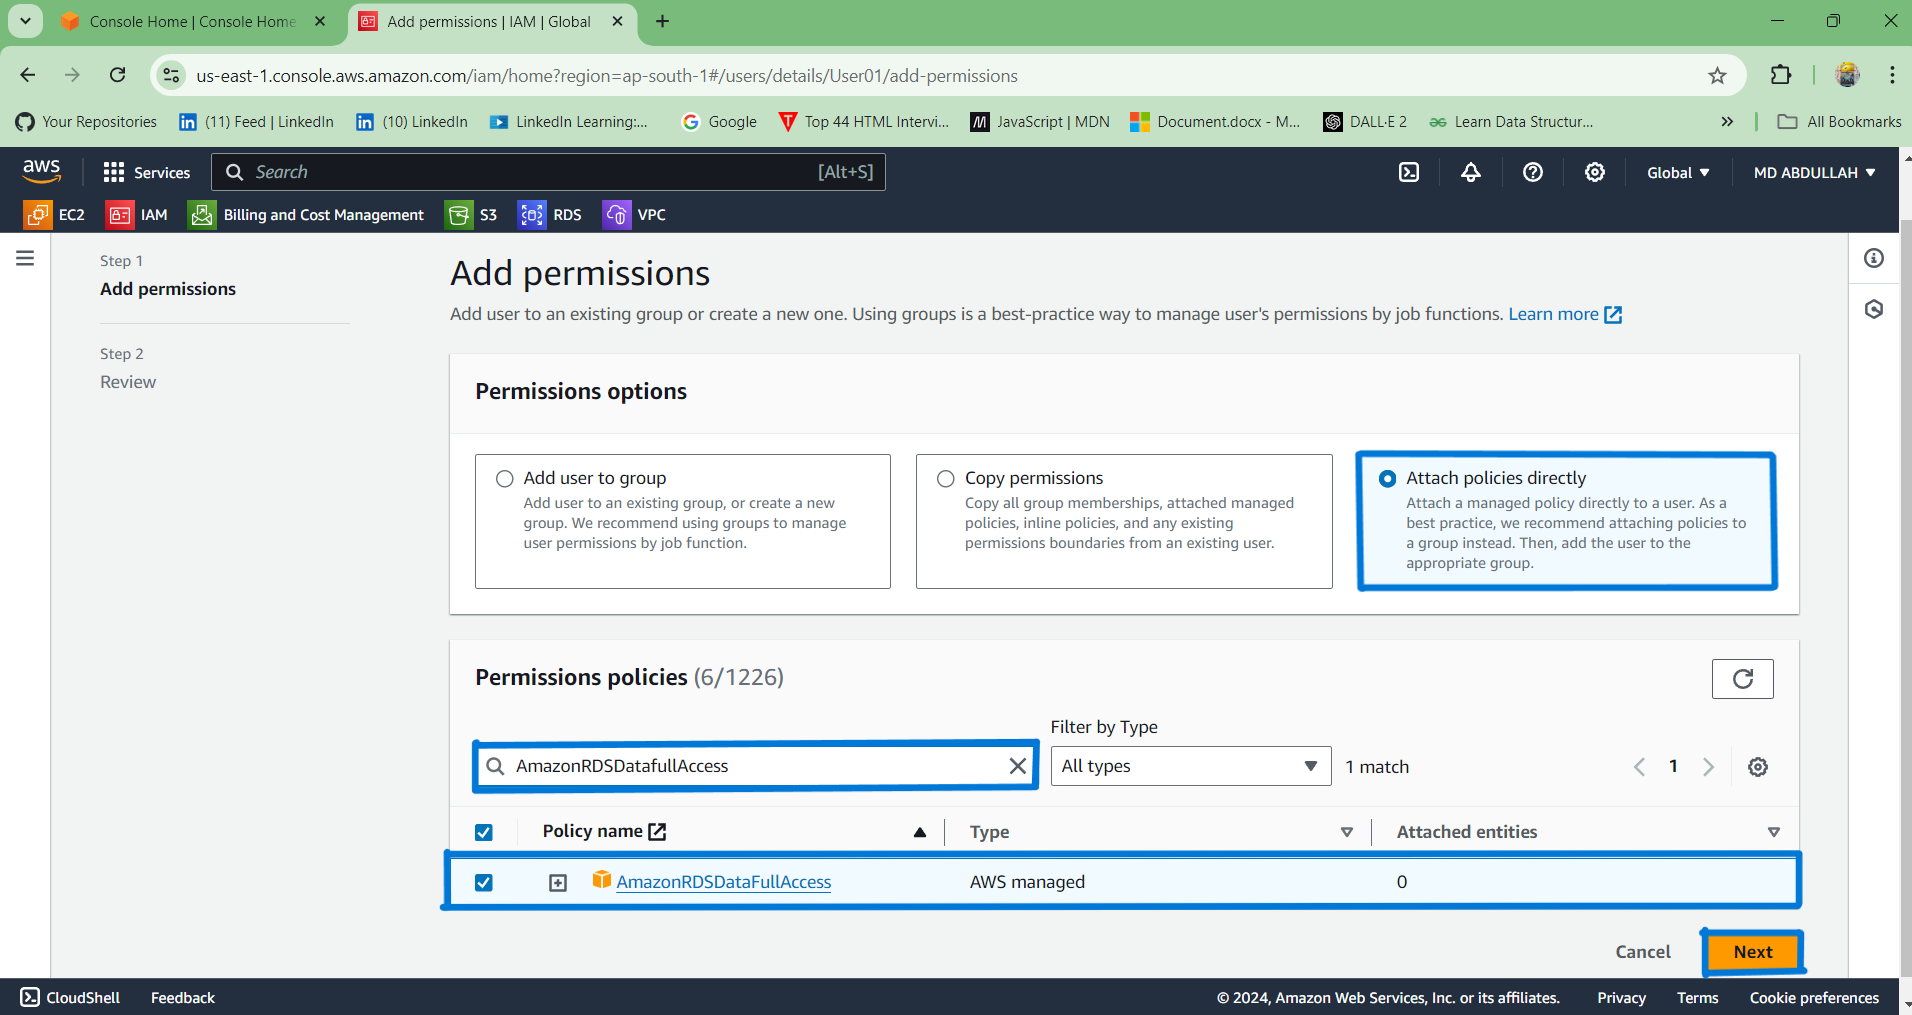 Console Home | Console Home
Add permissions | IAM | Global
us-east-1.console.aws.amazon.com/iam/home?region=ap-south-1#/users/details/User01/add-permissions
Your Repositories
(11) Feed | LinkedIn
(10) LinkedIn
LinkedIn Learning:...
Google
Top 44 HTML Intervi...
JavaScript | MDN
Document.docx - M...
DALL·E 2
Learn Data Structur...
All Bookmarks
aws
Services
Search
[Alt+S]
Global
MD ABDULLAH
EC2
IAM
Billing and Cost Management
S3
RDS
VPC
Step 1
Add permissions
Step 2
Review
Add permissions
Add user to an existing group or create a new one. Using groups is a best-practice way to manage user's permissions by job functions. Learn more
Permissions options
Add user to group
Add user to an existing group, or create a new
group. We recommend using groups to manage
user permissions by job function.
Copy permissions
Copy all group memberships, attached managed
policies, inline policies, and any existing
permissions boundaries from an existing user.
Attach policies directly
Attach a managed policy directly to a user. As a
best practice, we recommend attaching policies to
a group instead. Then, add the user to the
appropriate group.
Permissions policies (6/1226)
Filter by Type
AmazonRDSDatafullAccess
All types
1 match
1
Policy name
Type
Attached entities
AmazonRDSDataFullAccess
AWS managed
0
Cancel
Next
CloudShell
Feedback
© 2024, Amazon Web Services, Inc. or its affiliates.
Privacy
Terms
Cookie preferences